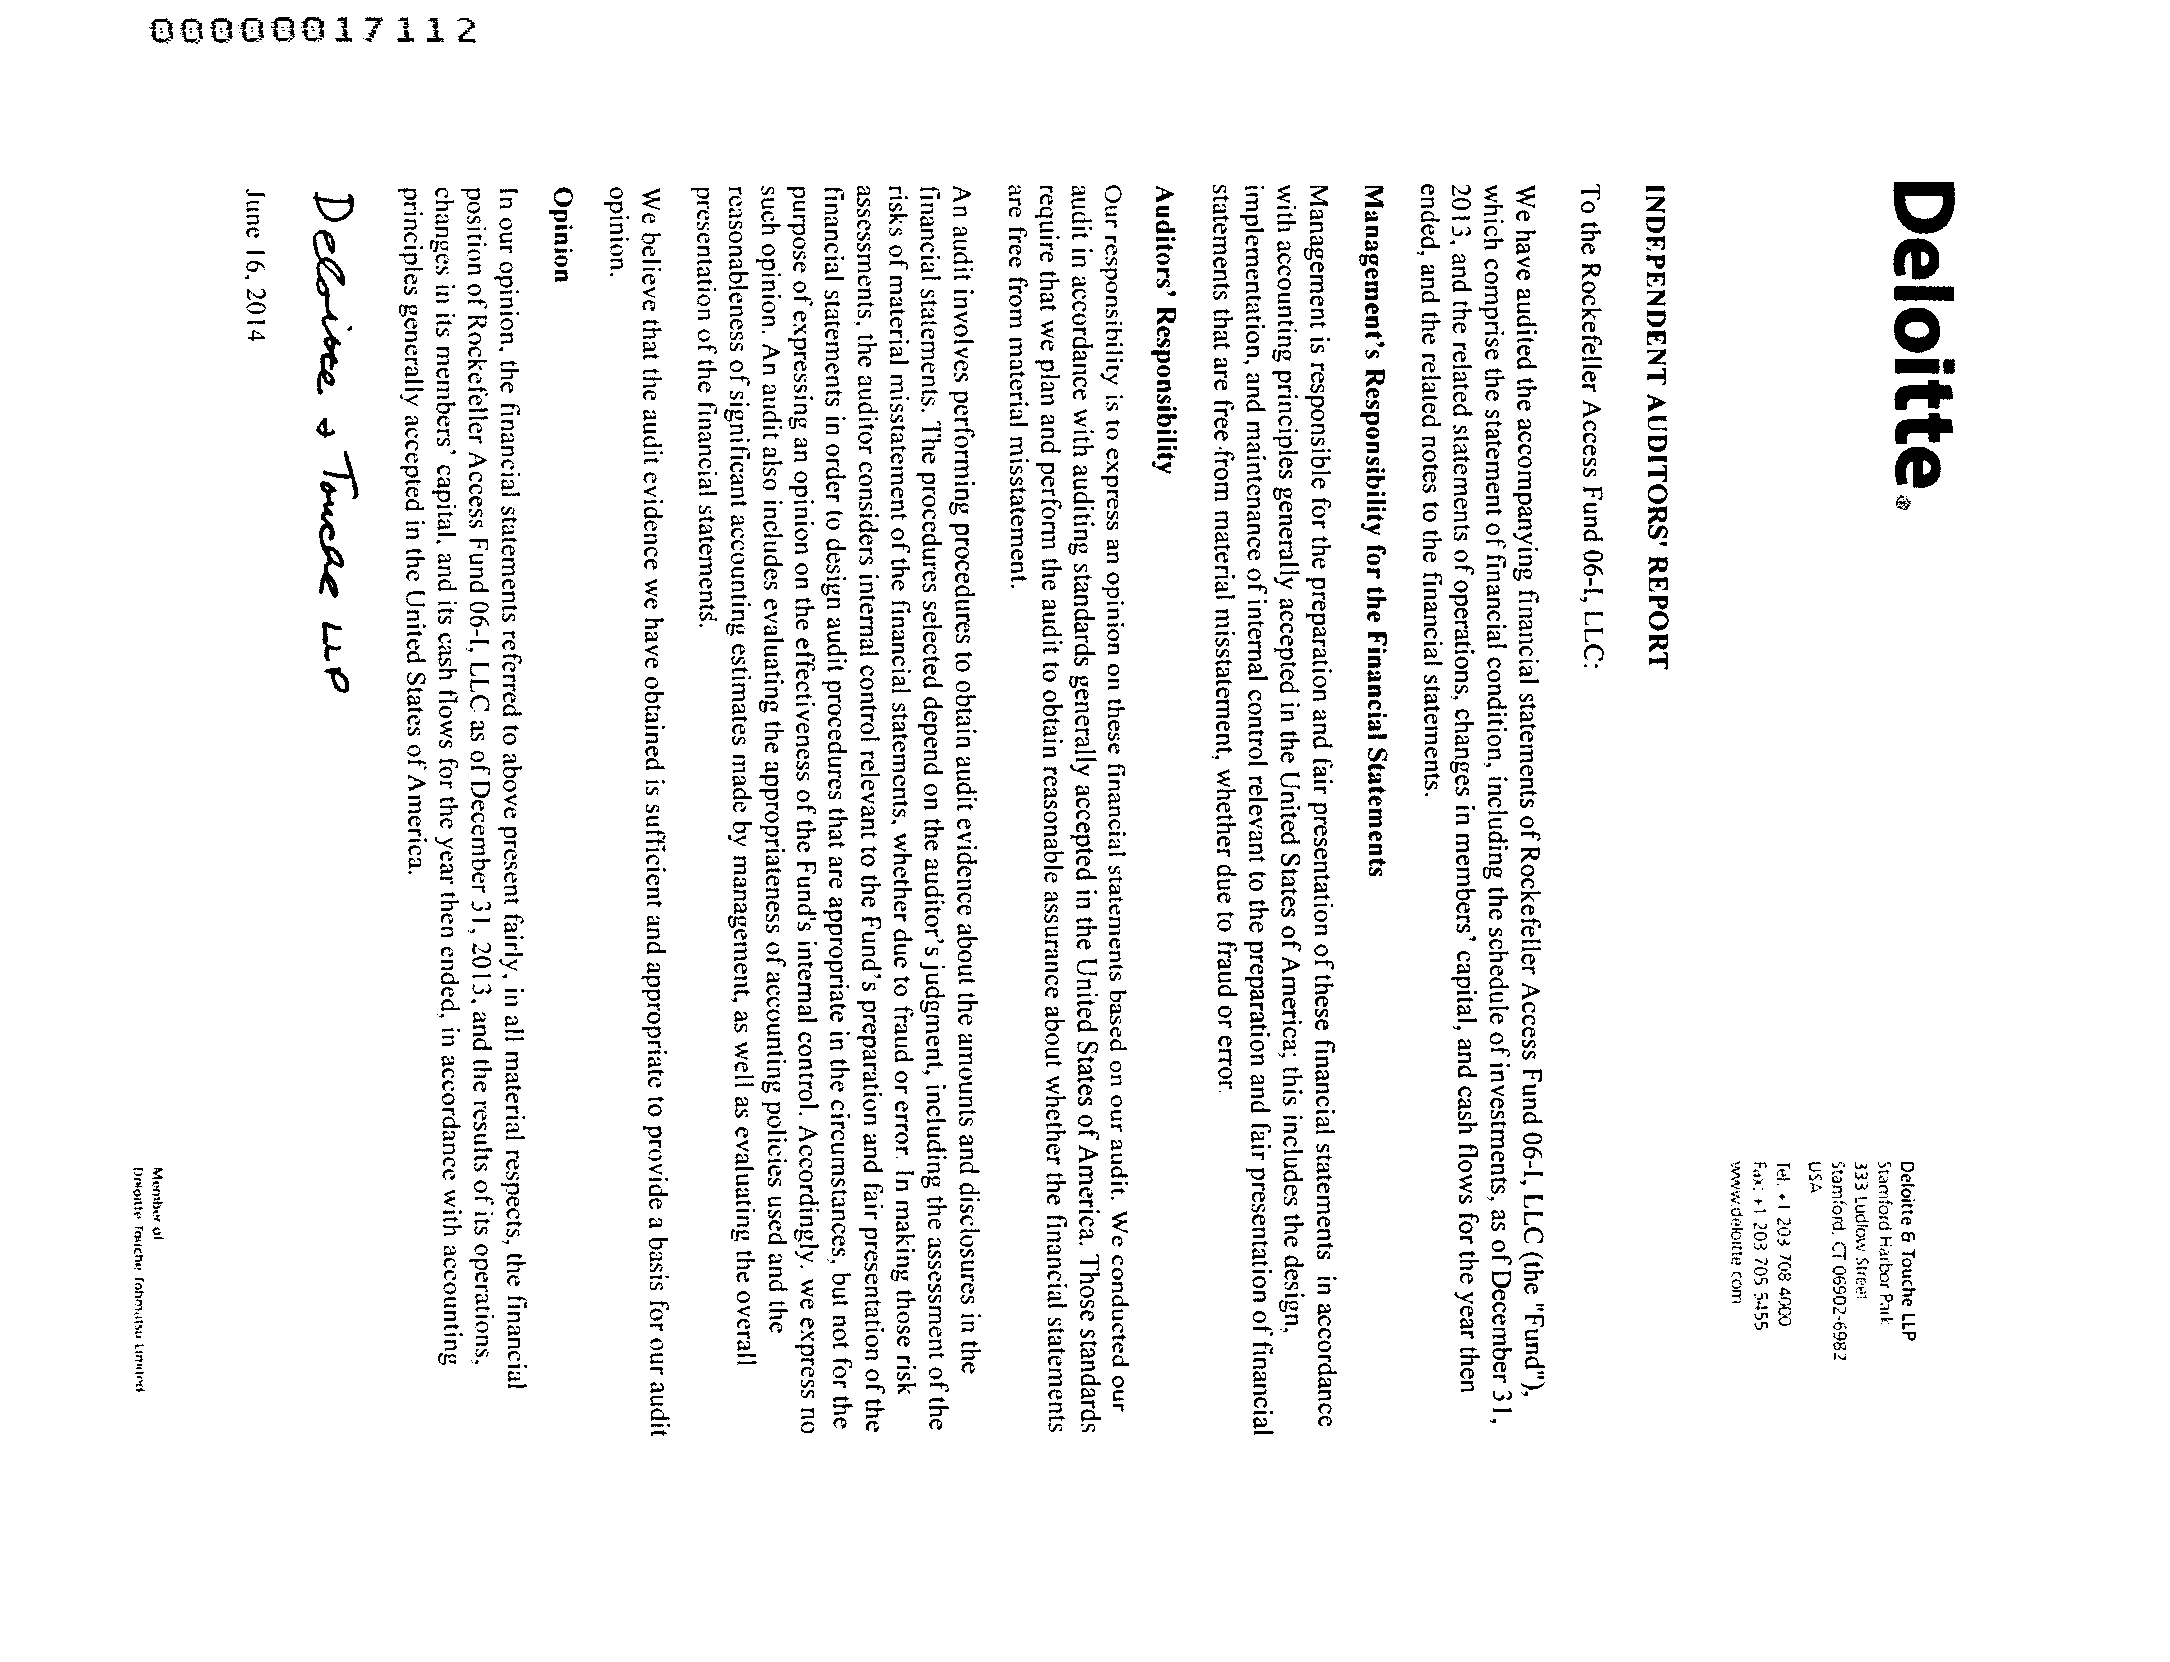 00000017112
Deloitte®
Deloitte & Touche LLP
Stamford Harbor Park
333 Ludlow Street
Stamford, CT 06902-6982
USA
Tel: +1 203 708 4000
Fax: +1 203 705 5455
www.deloitte.com
INDEPENDENT AUDITORS' REPORT
To the Rockefeller Access Fund 06-I, LLC:
We have audited the accompanying financial statements of Rockefeller Access Fund 06-I, LLC (the "Fund"),
which comprise the statement of financial condition, including the schedule of investments, as of December 31,
2013, and the related statements of operations, changes in members' capital, and cash flows for the year then
ended, and the related notes to the financial statements.
Management's Responsibility for the Financial Statements
Management is responsible for the preparation and fair presentation of these financial statements in accordance
with accounting principles generally accepted in the United States of America; this includes the design,
implementation, and maintenance of internal control relevant to the preparation and fair presentation of financial
statements that are free from material misstatement, whether due to fraud or error.
Auditors' Responsibility
Our responsibility is to express an opinion on these financial statements based on our audit. We conducted our
audit in accordance with auditing standards generally accepted in the United States of America. Those standards
require that we plan and perform the audit to obtain reasonable assurance about whether the financial statements
are free from material misstatement.
An audit involves performing procedures to obtain audit evidence about the amounts and disclosures in the
financial statements. The procedures selected depend on the auditor's judgment, including the assessment of the
risks of material misstatement of the financial statements, whether due to fraud or error. In making those risk
assessments, the auditor considers internal control relevant to the Fund's preparation and fair presentation of the
financial statements in order to design audit procedures that are appropriate in the circumstances, but not for the
purpose of expressing an opinion on the effectiveness of the Fund's internal control. Accordingly, we express no
such opinion. An audit also includes evaluating the appropriateness of accounting policies used and the
reasonableness of significant accounting estimates made by management, as well as evaluating the overall
presentation of the financial statements.
We believe that the audit evidence we have obtained is sufficient and appropriate to provide a basis for our audit
opinion.
Opinion
In our opinion, the financial statements referred to above present fairly, in all material respects, the financial
position of Rockefeller Access Fund 06-I, LLC as of December 31, 2013, and the results of its operations,
changes in its members' capital, and its cash flows for the year then ended, in accordance with accounting
principles generally accepted in the United States of America.
Deloitte & Touche LLP
June 16, 2014
Member of
Deloitte Touche Tohmatsu Limited